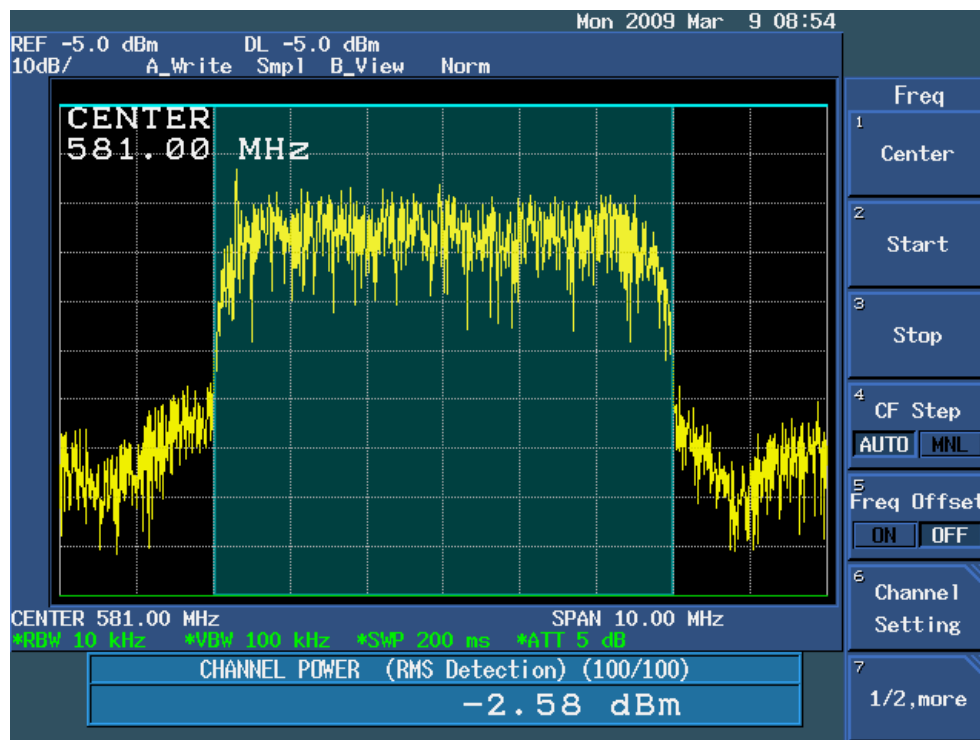 Mon 2009 Mar 9 08:54
REF -5.0 dBm DL -5.0 dBm
10dB/ A_Write Smpl B_View Norm
CENTER
581.00 MHz
CENTER 581.00 MHz SPAN 10.00 MHz
*RBW 10 kHz *VBW 100 kHz *SWP 200 ms *ATT 5 dB
CHANNEL POWER (RMS Detection) (100/100)
-2.58 dBm
Freq
1
Center
2
Start
3
Stop
4
CF Step
AUTO MNL
5
Freq Offset
ON OFF
6
Channel
Setting
7
1/2,more